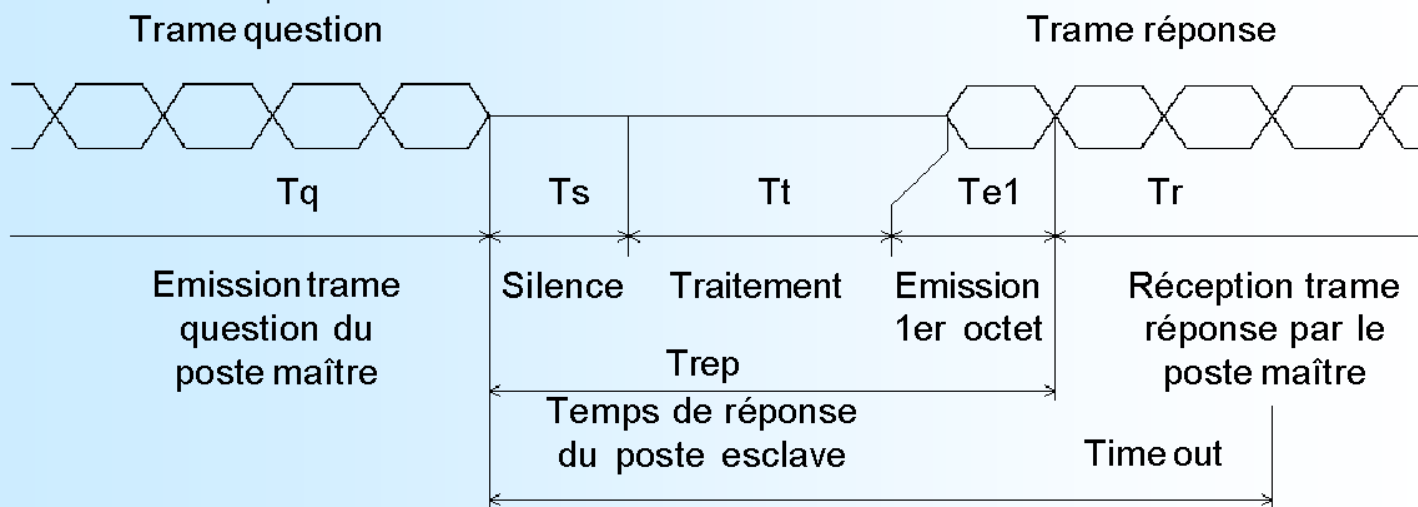 Trame question
Trame réponse
Tq
Ts
Tt
Te1
Tr
Emission trame
question du
poste maître
Silence
Traitement
Emission
1er octet
Réception trame
réponse par le
poste maître
Trep
Temps de réponse
du poste esclave
Time out